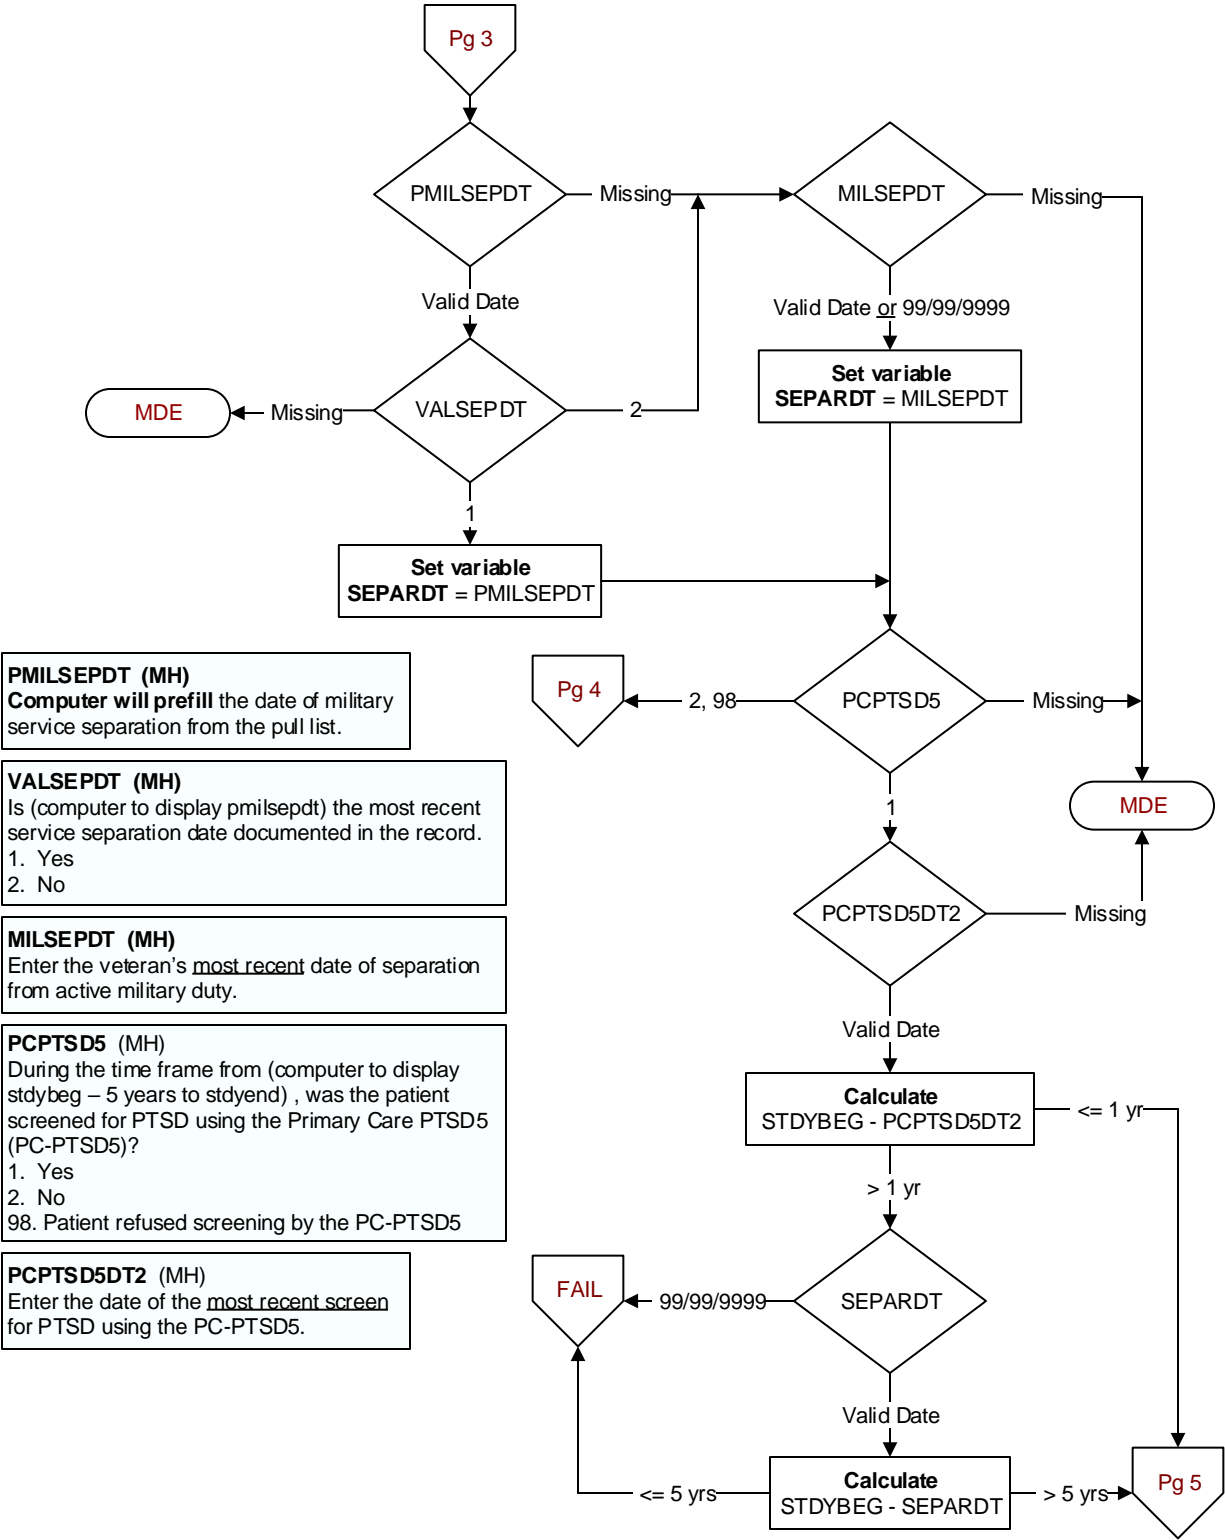 Pg 3
PMILSEPDT
Missing
MILSEPDT
Missing
Valid Date
Valid Date or 99/99/9999
Set variable
SEPARDT = MILSEPDT
MDE
Missing
VALSEPDT
2
1
Set variable
SEPARDT = PMILSEPDT
PMILSEPDT (MH)
Computer will prefill the date of military
service separation from the pull list.
Pg 4
2, 98
PCPTSD5
Missing
VALSEPDT (MH)
Is (computer to display pmilsepdt) the most recent
service separation date documented in the record.
1. Yes
2. No
1
MDE
MILSEPDT (MH)
Enter the veteran's most recent date of separation
from active military duty.
PCPTSD5DT2
Missing
PCPTSD5 (MH)
During the time frame from (computer to display
stdybeg – 5 years to stdyend) , was the patient
screened for PTSD using the Primary Care PTSD5
(PC-PTSD5)?
1. Yes
2. No
98. Patient refused screening by the PC-PTSD5
Valid Date
Calculate
STDYBEG - PCPTSD5DT2
<= 1 yr
> 1 yr
PCPTSD5DT2 (MH)
Enter the date of the most recent screen
for PTSD using the PC-PTSD5.
FAIL
99/99/9999
SEPARDT
Valid Date
<= 5 yrs
Calculate
STDYBEG - SEPARDT
> 5 yrs
Pg 5